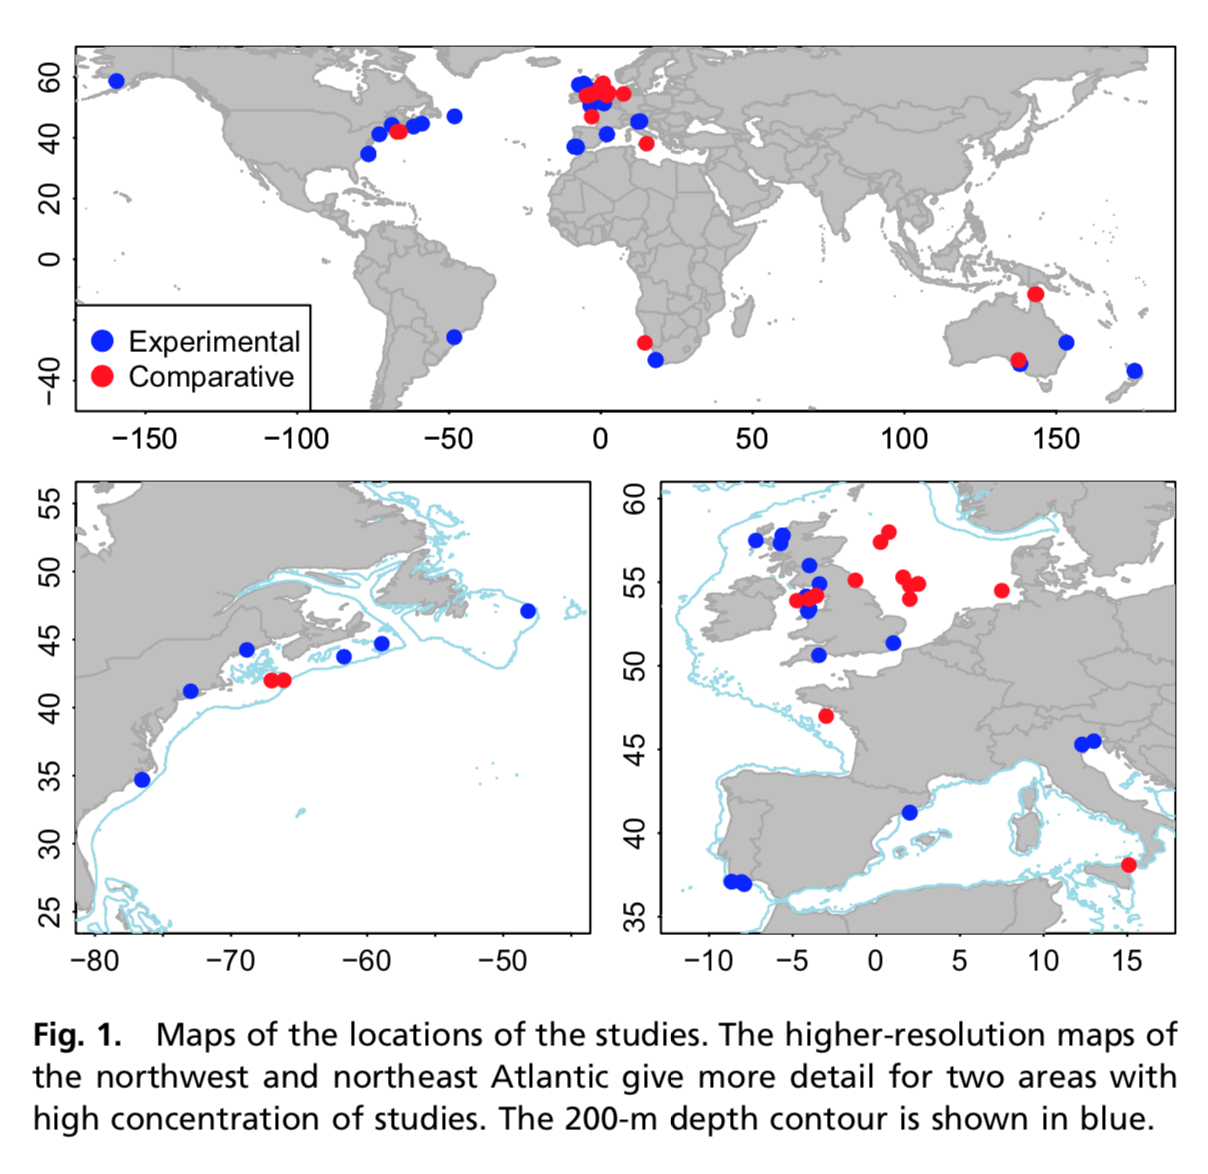 60
40
20
0
−40
Experimental
Comparative
−150 −100 −50 0 50 100 150
55
50
45
40
35
30
25
−80 −70 −60 −50
60
55
50
45
40
35
−10 −5 0 5 10 15
Fig. 1. Maps of the locations of the studies. The higher-resolution maps of
the northwest and northeast Atlantic give more detail for two areas with
high concentration of studies. The 200-m depth contour is shown in blue.